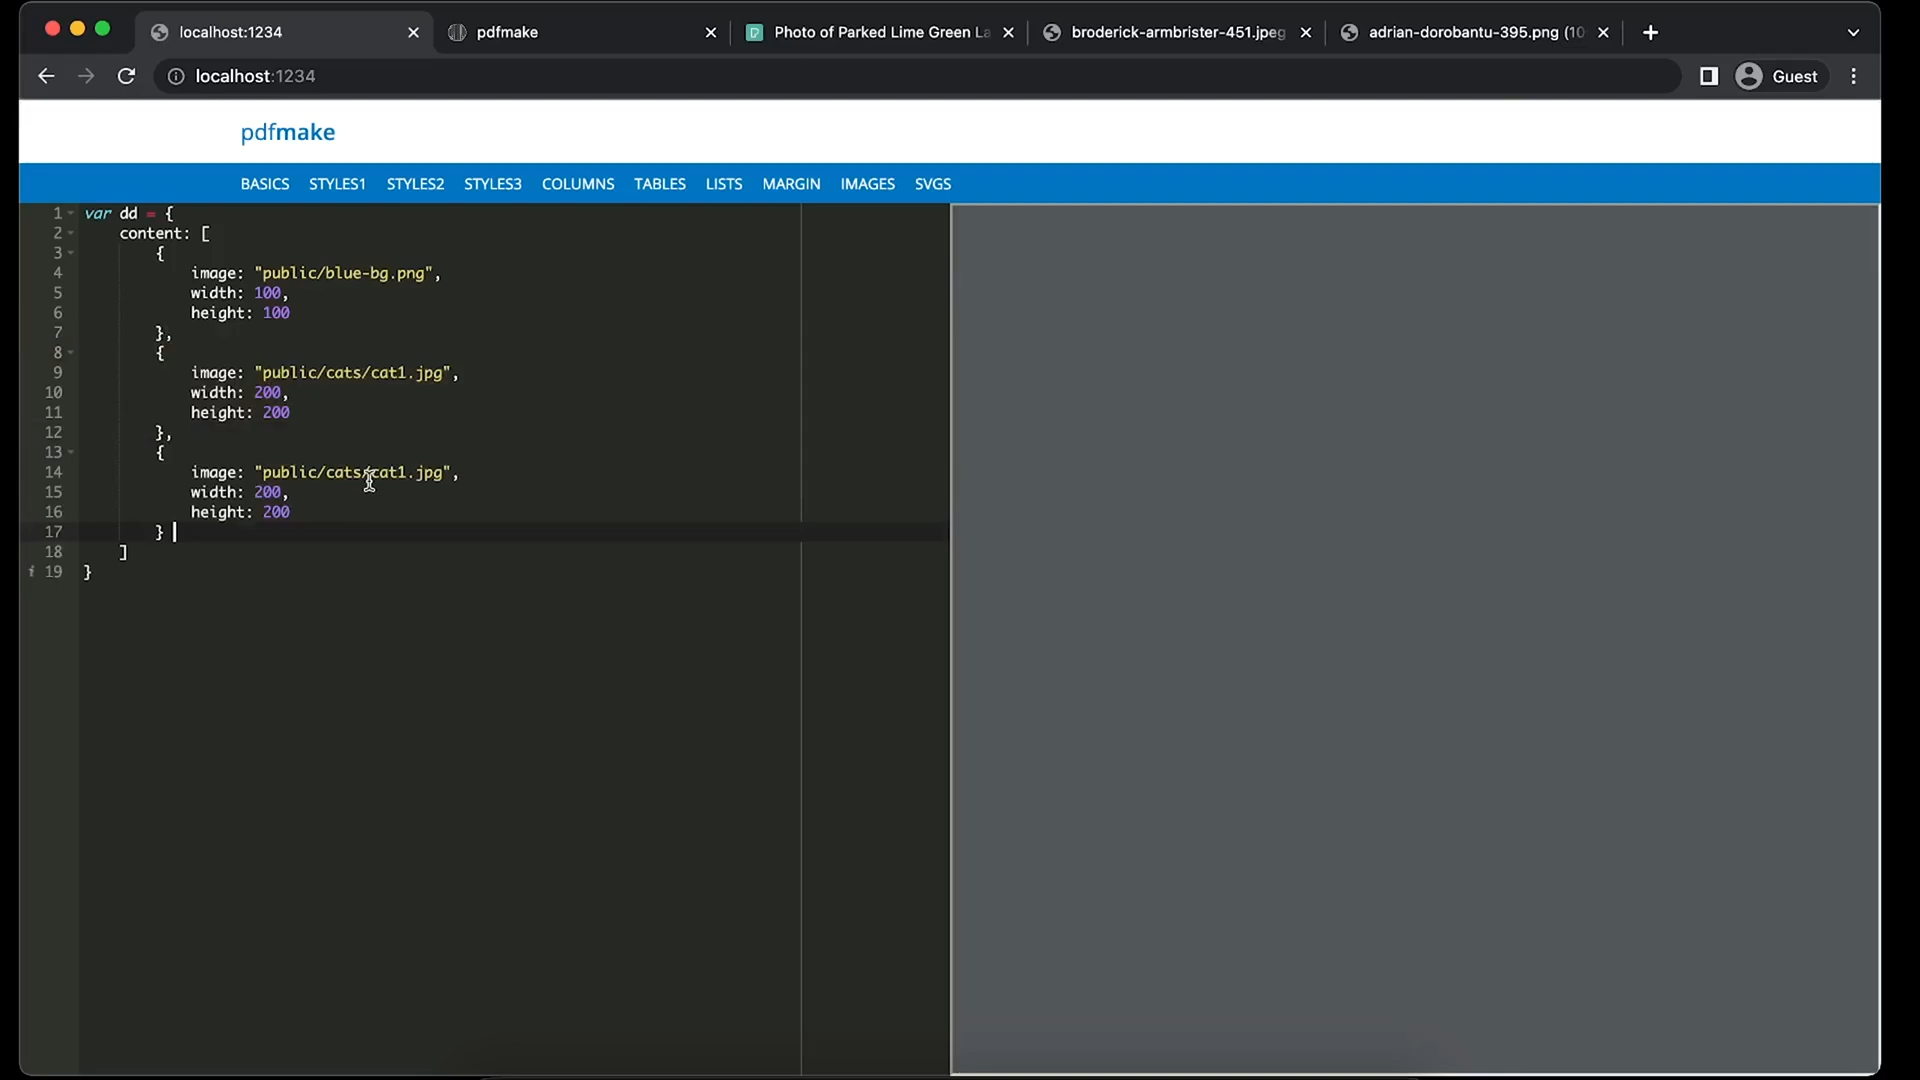 localhost:1234
pdfmake
Photo of Parked Lime Green La
broderick-armbrister-451.jpeg
adrian-dorobantu-395.png (10
localhost:1234
Guest
pdfmake
BASICS STYLES1 STYLES2 STYLES3 COLUMNS TABLES LISTS MARGIN IMAGES SVGS
1 var dd = {
2 content: [
3 {
4 image: "public/blue-bg.png",
5 width: 100,
6 height: 100
7 },
8 {
9 image: "public/cats/cat1.jpg",
10 width: 200,
11 height: 200
12 },
13 {
14 image: "public/cats/cat1.jpg",
15 width: 200,
16 height: 200
17 }
18 ]
i 19 }